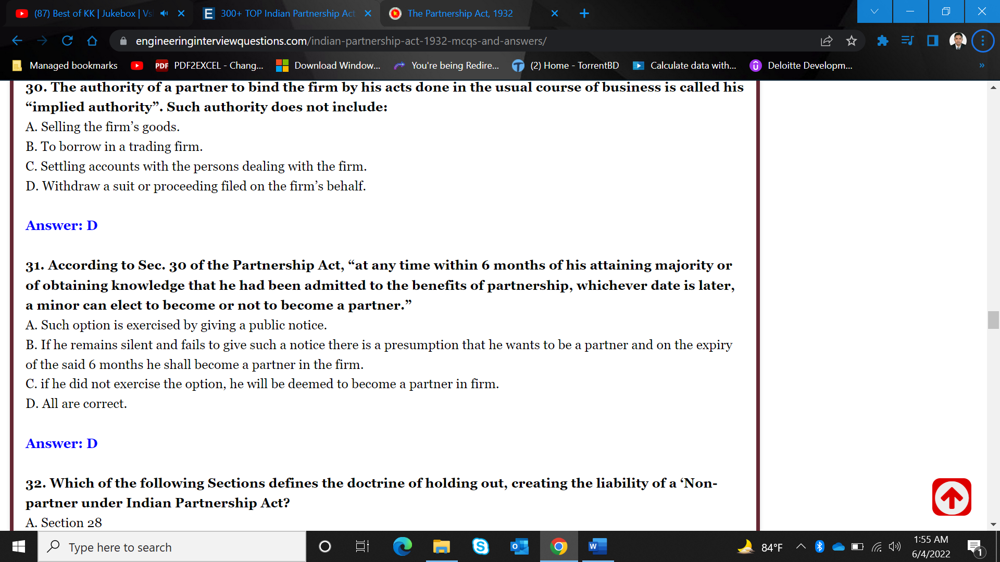 (87) Best of KK | Jukebox | Vs
300+ TOP Indian Partnership Act
The Partnership Act, 1932
engineeringinterviewquestions.com/indian-partnership-act-1932-mcqs-and-answers/
Managed bookmarks
PDF
PDF2EXCEL - Chang...
Download Window...
You're being Redire...
(2) Home - TorrentBD
Calculate data with...
Deloitte Developm...
30. The authority of a partner to bind the firm by his acts done in the usual course of business is called his
“implied authority”. Such authority does not include:
A. Selling the firm’s goods.
B. To borrow in a trading firm.
C. Settling accounts with the persons dealing with the firm.
D. Withdraw a suit or proceeding filed on the firm’s behalf.
Answer: D
31. According to Sec. 30 of the Partnership Act, “at any time within 6 months of his attaining majority or
of obtaining knowledge that he had been admitted to the benefits of partnership, whichever date is later,
a minor can elect to become or not to become a partner.”
A. Such option is exercised by giving a public notice.
B. If he remains silent and fails to give such a notice there is a presumption that he wants to be a partner and on the expiry
of the said 6 months he shall become a partner in the firm.
C. if he did not exercise the option, he will be deemed to become a partner in firm.
D. All are correct.
Answer: D
32. Which of the following Sections defines the doctrine of holding out, creating the liability of a ‘Non-
partner under Indian Partnership Act?
A. Section 28
Type here to search
84°F
1:55 AM
6/4/2022
1